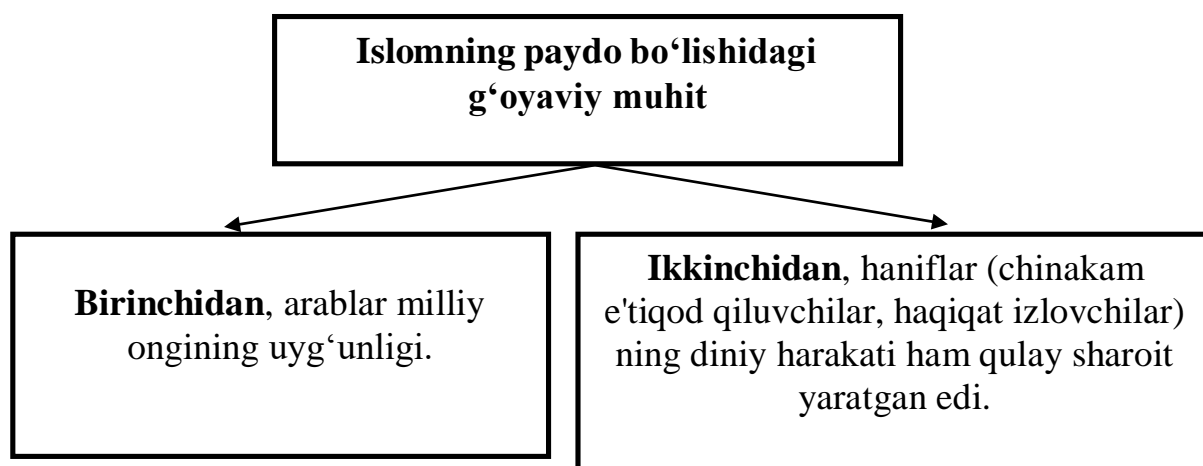 Islomning paydo bo‘lishidagi
g‘oyaviy muhit
Birinchidan, arablar milliy
ongining uyg‘unligi.
Ikkinchidan, haniflar (chinakam
e'tiqod qiluvchilar, haqiqat izlovchilar)
ning diniy harakati ham qulay sharoit
yaratgan edi.